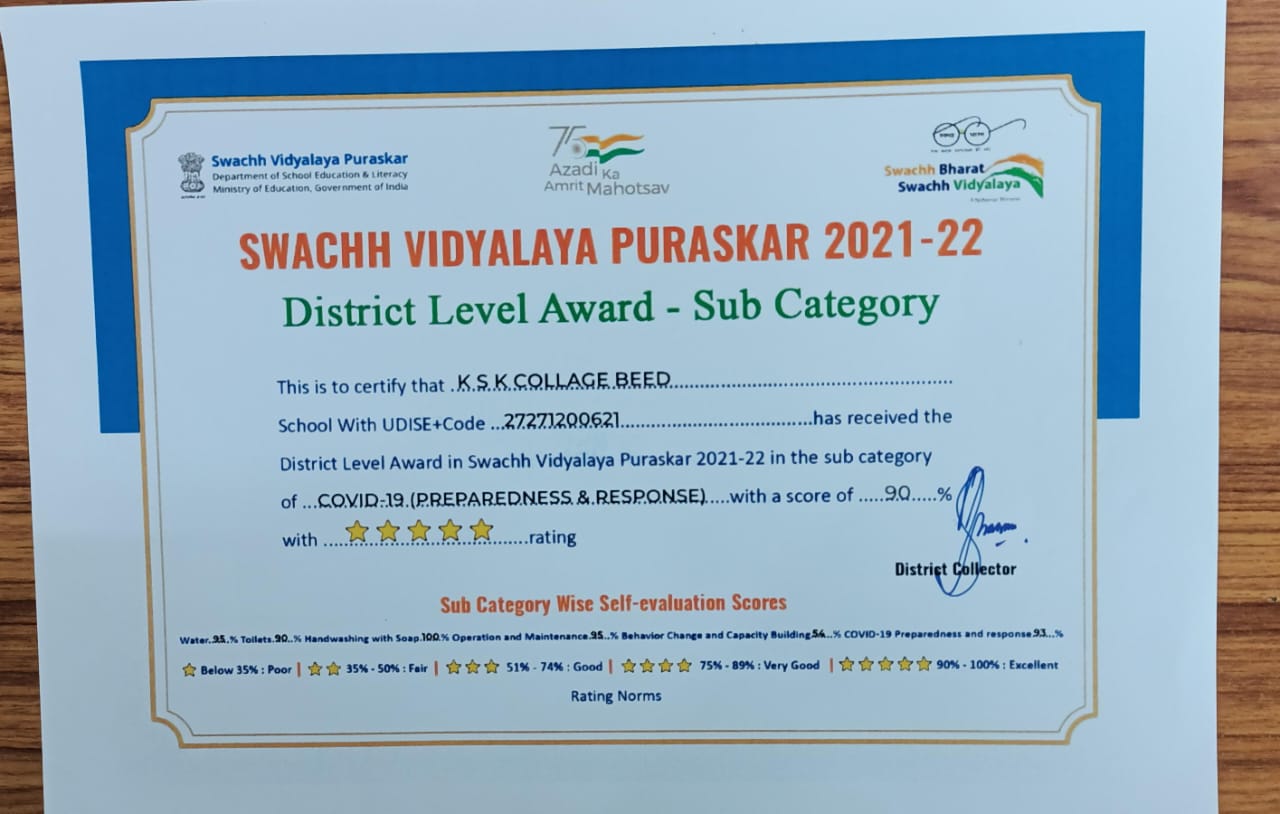 Swachh Vidyalaya Puraskar
Department of School Education & Literacy
Ministry of Education, Government of India
75
Azadi Ka
Amrit Mahotsav
Swachh Bharat
Swachh Vidyalaya
SWACHH VIDYALAYA PURASKAR 2021-22
District Level Award - Sub Category
This is to certify that .K.S.K.COLLAGE.BEED......................................................
School With UDISE+Code ...27271200621......................................has received the
District Level Award in Swachh Vidyalaya Puraskar 2021-22 in the sub category
of ...COVID-19.(PREPAREDNESS.&.RESPONSE).....with a score of .....90.....%
with ....★★★★★.......rating
District Collector
Sub Category Wise Self-evaluation Scores
Water..95.% Toilets.90..% Handwashing with Soap.100.% Operation and Maintenance.95..% Behavior Change and Capacity Building.54...% COVID-19 Preparedness and response.93...%
★ Below 35% : Poor | ★★ 35% - 50% : Fair | ★★★ 51% - 74% : Good | ★★★★ 75% - 89% : Very Good | ★★★★★ 90% - 100% : Excellent
Rating Norms